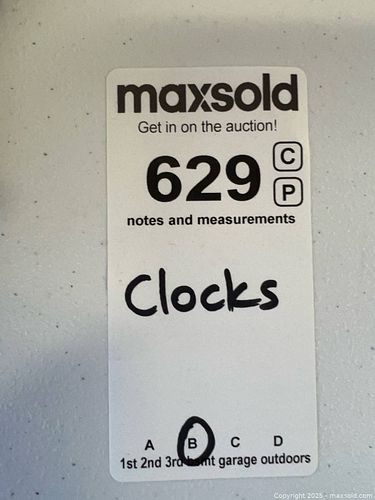 maxsold
Get in on the auction!
629 C
P
notes and measurements
Clocks
A B C D
1st 2nd 3rd garage outdoors
Copyright 2025 - maxsold.com